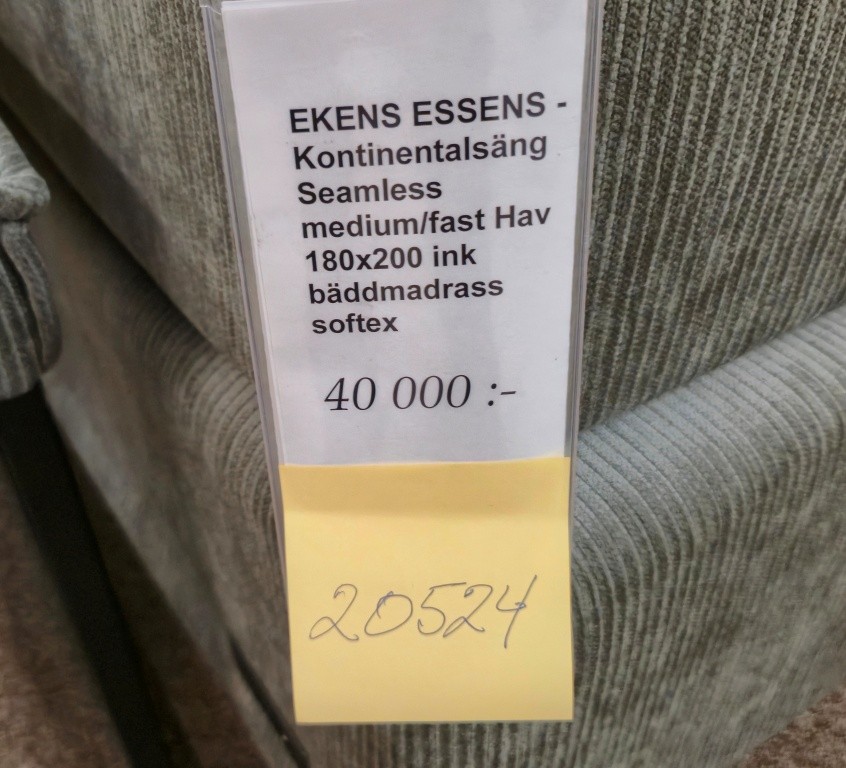 EKENS ESSENS -
Kontinentalsäng
Seamless
medium/fast Hav
180x200 ink
bäddmadrass
softex
40 000 :-
20524